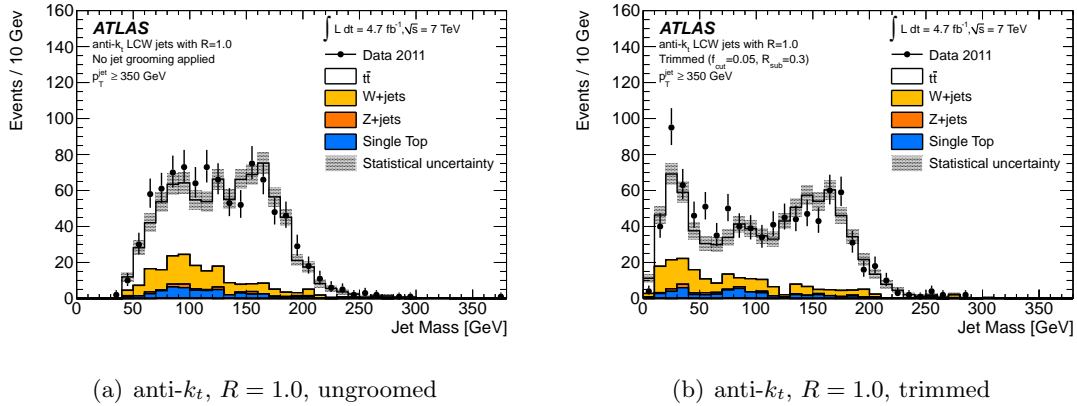 Events / 10 GeV
160
140
120
100
80
60
40
20
0
ATLAS
anti-kₜ LCW jets with R=1.0
No jet grooming applied
p_T^jet ≥ 350 GeV
∫ L dt = 4.7 fb⁻¹,√s = 7 TeV
Data 2011
tt̄
W+jets
Z+jets
Single Top
Statistical uncertainty
0 50 100 150 200 250 300 350
Jet Mass [GeV]
(a) anti-kₜ, R = 1.0, ungroomed
Events / 10 GeV
160
140
120
100
80
60
40
20
0
ATLAS
anti-kₜ LCW jets with R=1.0
Trimmed (f_cut=0.05, R_sub=0.3)
p_T^jet ≥ 350 GeV
∫ L dt = 4.7 fb⁻¹,√s = 7 TeV
Data 2011
tt̄
W+jets
Z+jets
Single Top
Statistical uncertainty
0 50 100 150 200 250 300 350
Jet Mass [GeV]
(b) anti-kₜ, R = 1.0, trimmed